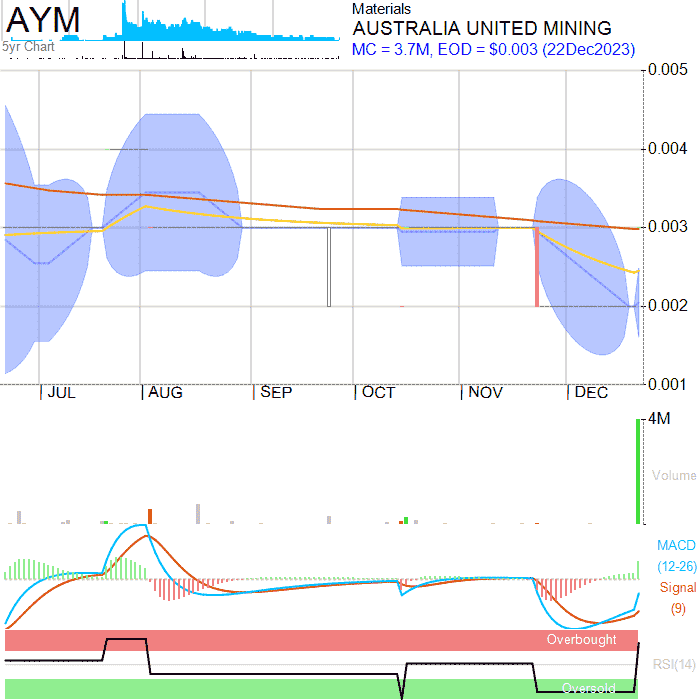 AYM
5yr Chart
Materials
AUSTRALIA UNITED MINING
MC = 3.7M, EOD = $0.003 (22Dec2023)
0.005
0.004
0.003
0.002
0.001
JUL AUG SEP OCT NOV DEC
4M
Volume
MACD
(12-26)
Signal
(9)
Overbought
RSI(14)
Oversold